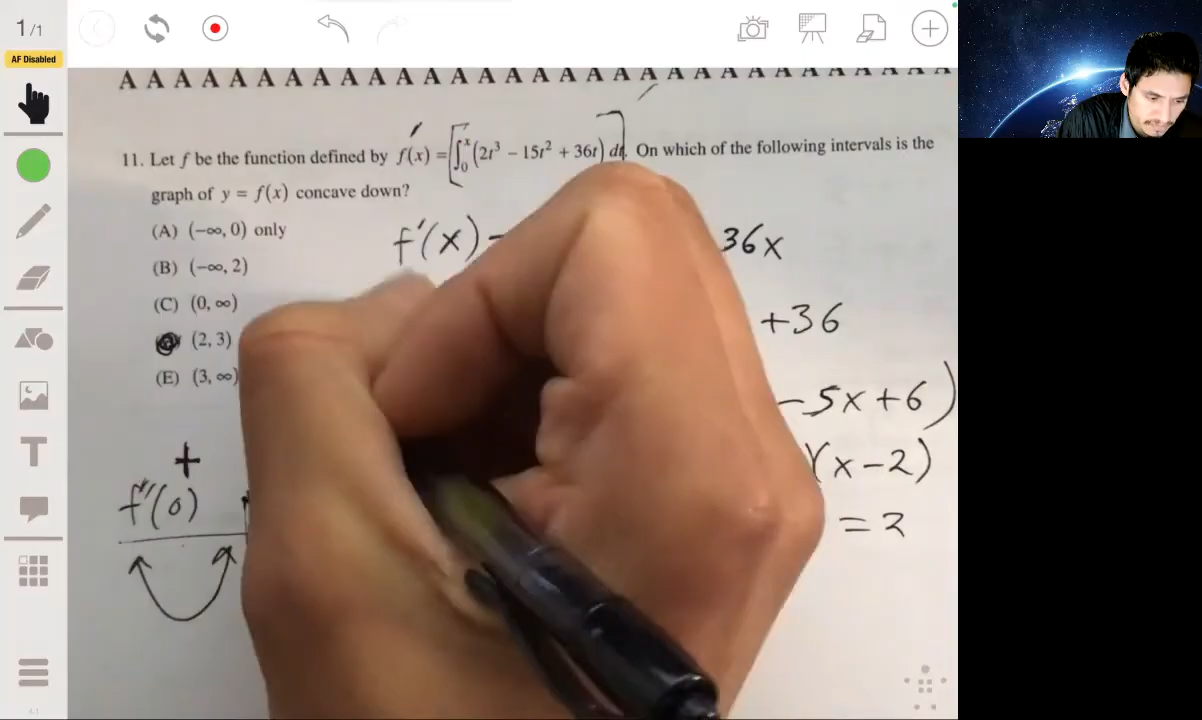 1/1
AF Disabled
A A A A A A A A A A A A A A A A A A A A A A A A A A A A A A A
11. Let f be the function defined by f(x) = ∫₀ˣ (2t³ − 15t² + 36t) dt. On which of the following intervals is the
graph of y = f(x) concave down?
(A) (−∞, 0) only
f'(x) = 36x
(B) (−∞, 2)
(C) (0, ∞)
+36
(2, 3)
(E) (3, ∞)
−5x+6)
+
(x−2)
f''(0)
=2
T